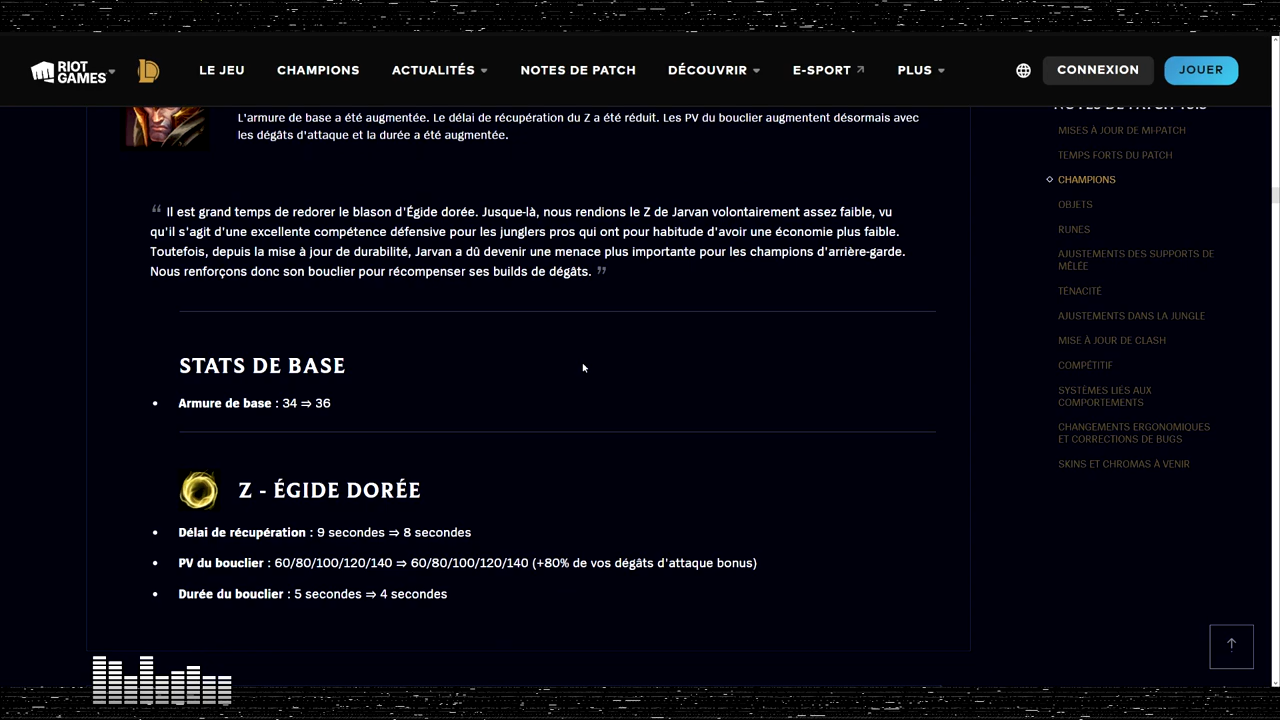 RIOT GAMES
LE JEU
CHAMPIONS
ACTUALITÉS
NOTES DE PATCH
DÉCOUVRIR
E-SPORT
PLUS
CONNEXION
JOUER
L'armure de base a été augmentée. Le délai de récupération du Z a été réduit. Les PV du bouclier augmentent désormais avec
les dégâts d'attaque et la durée a été augmentée.
“ Il est grand temps de redorer le blason d'Égide dorée. Jusque-là, nous rendions le Z de Jarvan volontairement assez faible, vu
qu'il s'agit d'une excellente compétence défensive pour les junglers pros qui ont pour habitude d'avoir une économie plus faible.
Toutefois, depuis la mise à jour de durabilité, Jarvan a dû devenir une menace plus importante pour les champions d'arrière-garde.
Nous renforçons donc son bouclier pour récompenser ses builds de dégâts. ”
STATS DE BASE
• Armure de base : 34 ⇒ 36
Z - ÉGIDE DORÉE
• Délai de récupération : 9 secondes ⇒ 8 secondes
• PV du bouclier : 60/80/100/120/140 ⇒ 60/80/100/120/140 (+80% de vos dégâts d'attaque bonus)
• Durée du bouclier : 5 secondes ⇒ 4 secondes
NOTES DE PATCH
MISES À JOUR DE MI-PATCH
TEMPS FORTS DU PATCH
CHAMPIONS
OBJETS
RUNES
AJUSTEMENTS DES SUPPORTS DE
MÊLÉE
TÉNACITÉ
AJUSTEMENTS DANS LA JUNGLE
MISE À JOUR DE CLASH
COMPÉTITIF
SYSTÈMES LIÉS AUX
COMPORTEMENTS
CHANGEMENTS ERGONOMIQUES
ET CORRECTIONS DE BUGS
SKINS ET CHROMAS À VENIR